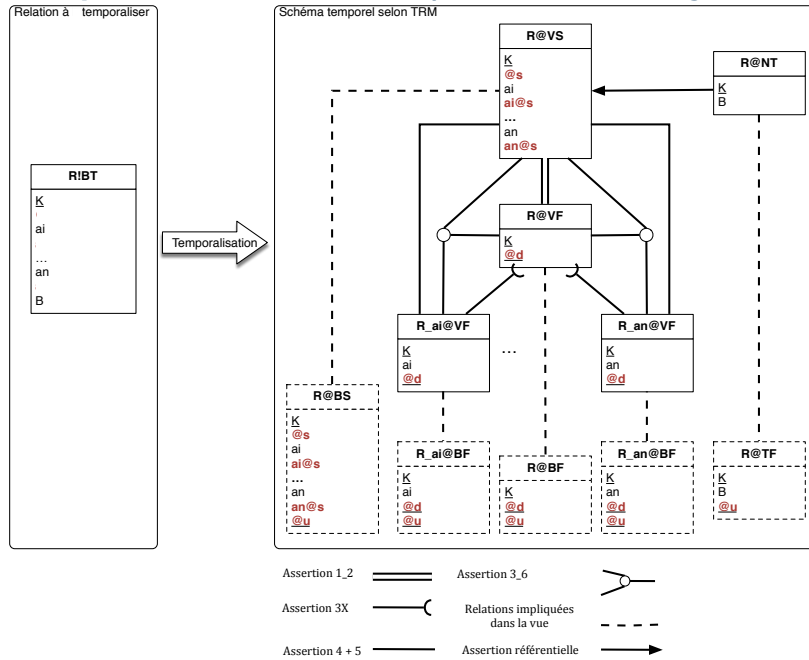 Relation à temporaliser
Schéma temporel selon TRM
R!BT
K
ai
...
an
B
Temporalisation
R@VS
K
@s
ai
ai@s
...
an
an@s
R@NT
K
B
R@VF
K
@d
R_ai@VF
K
ai
@d
...
R_an@VF
K
an
@d
R@BS
K
@s
ai
ai@s
...
an
an@s
@u
R_ai@BF
K
ai
@d
@u
R@BF
K
@d
@u
R_an@BF
K
an
@d
@u
R@TF
K
B
@u
Assertion 1_2
Assertion 3_6
Assertion 3X
Relations impliquées
dans la vue
Assertion 4 + 5
Assertion référentielle